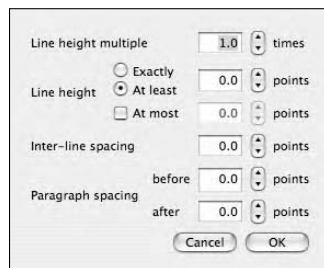 Line height multiple 1.0 times
Exactly
Line height At least 0.0 points
At most 0.0 points
Inter-line spacing 0.0 points
before 0.0 points
Paragraph spacing
after 0.0 points
Cancel OK